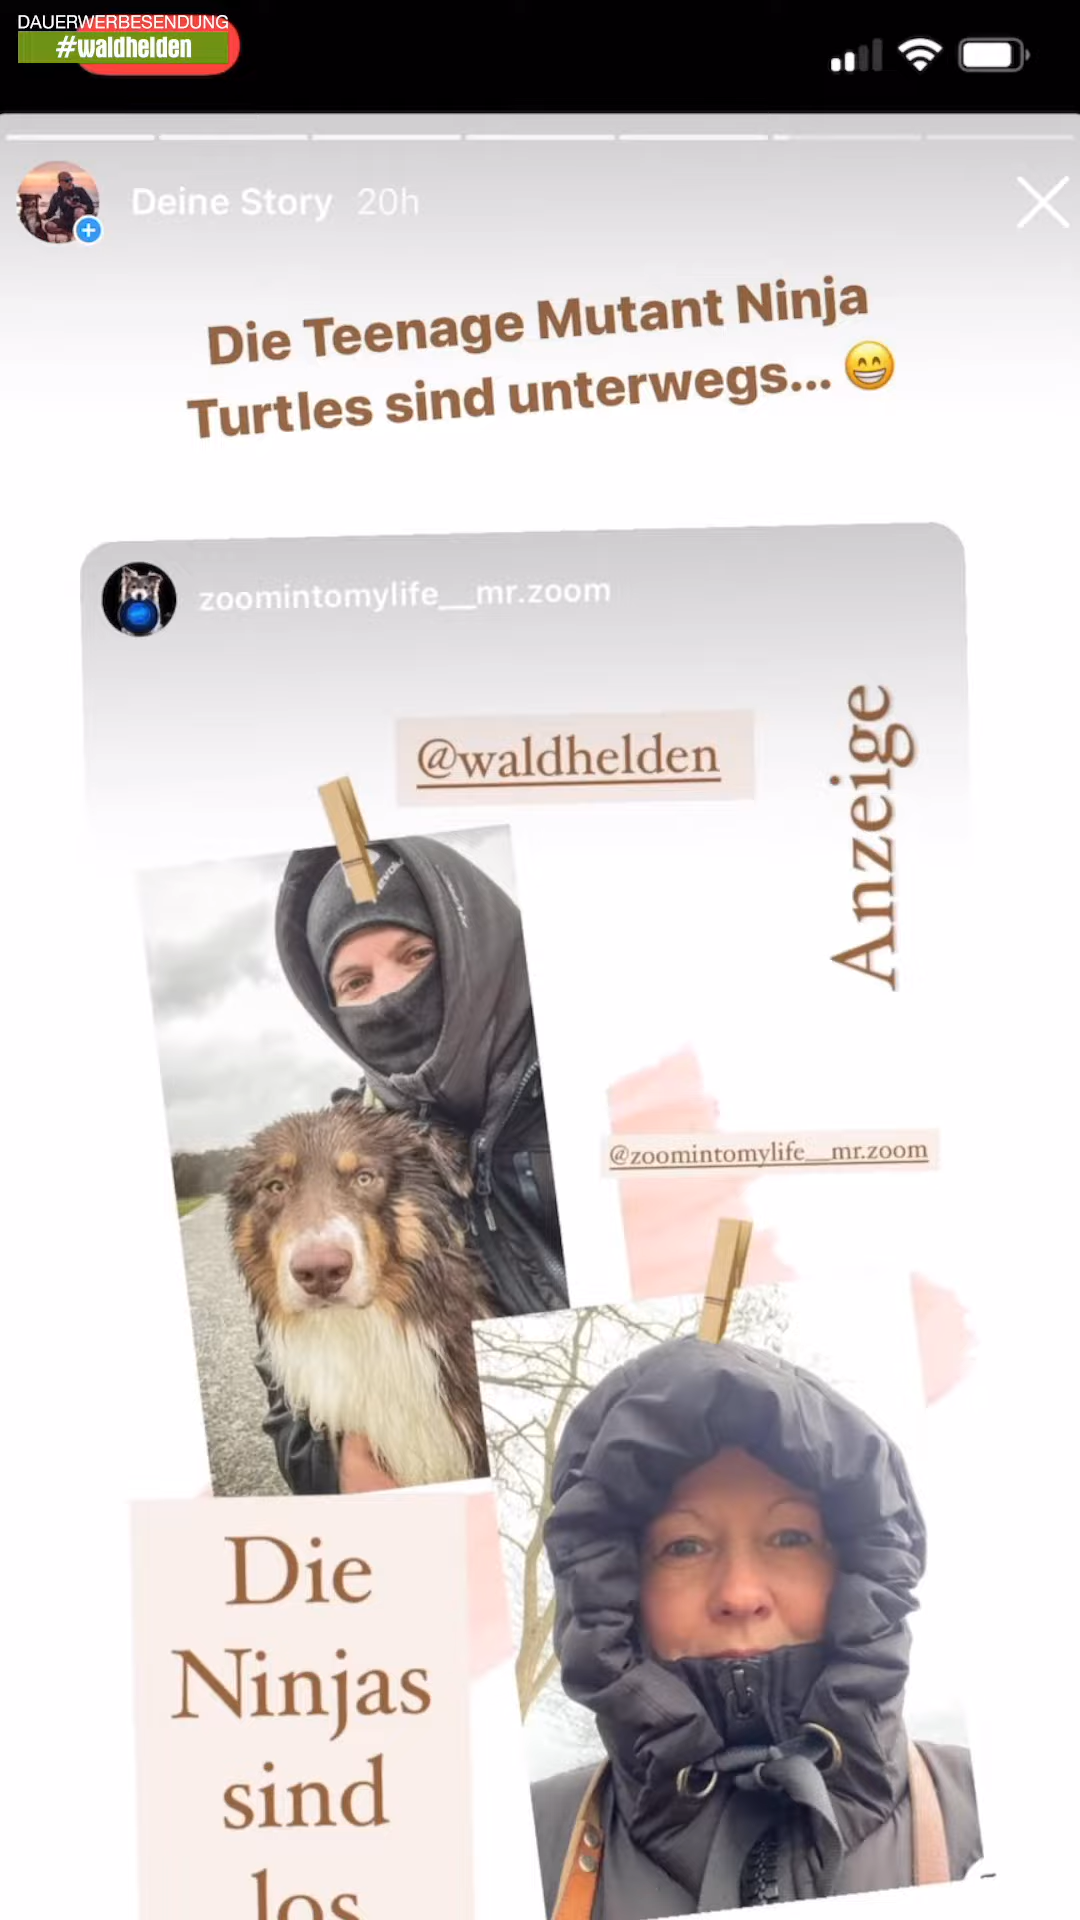 DAUERWERBESENDUNG
#waldhelden
Deine Story 20h
Die Teenage Mutant Ninja
Turtles sind unterwegs... 😁
zoomintomylife__mr.zoom
@waldhelden
Anzeige
@zoomintomylife__mr.zoom
Die
Ninjas
sind
los